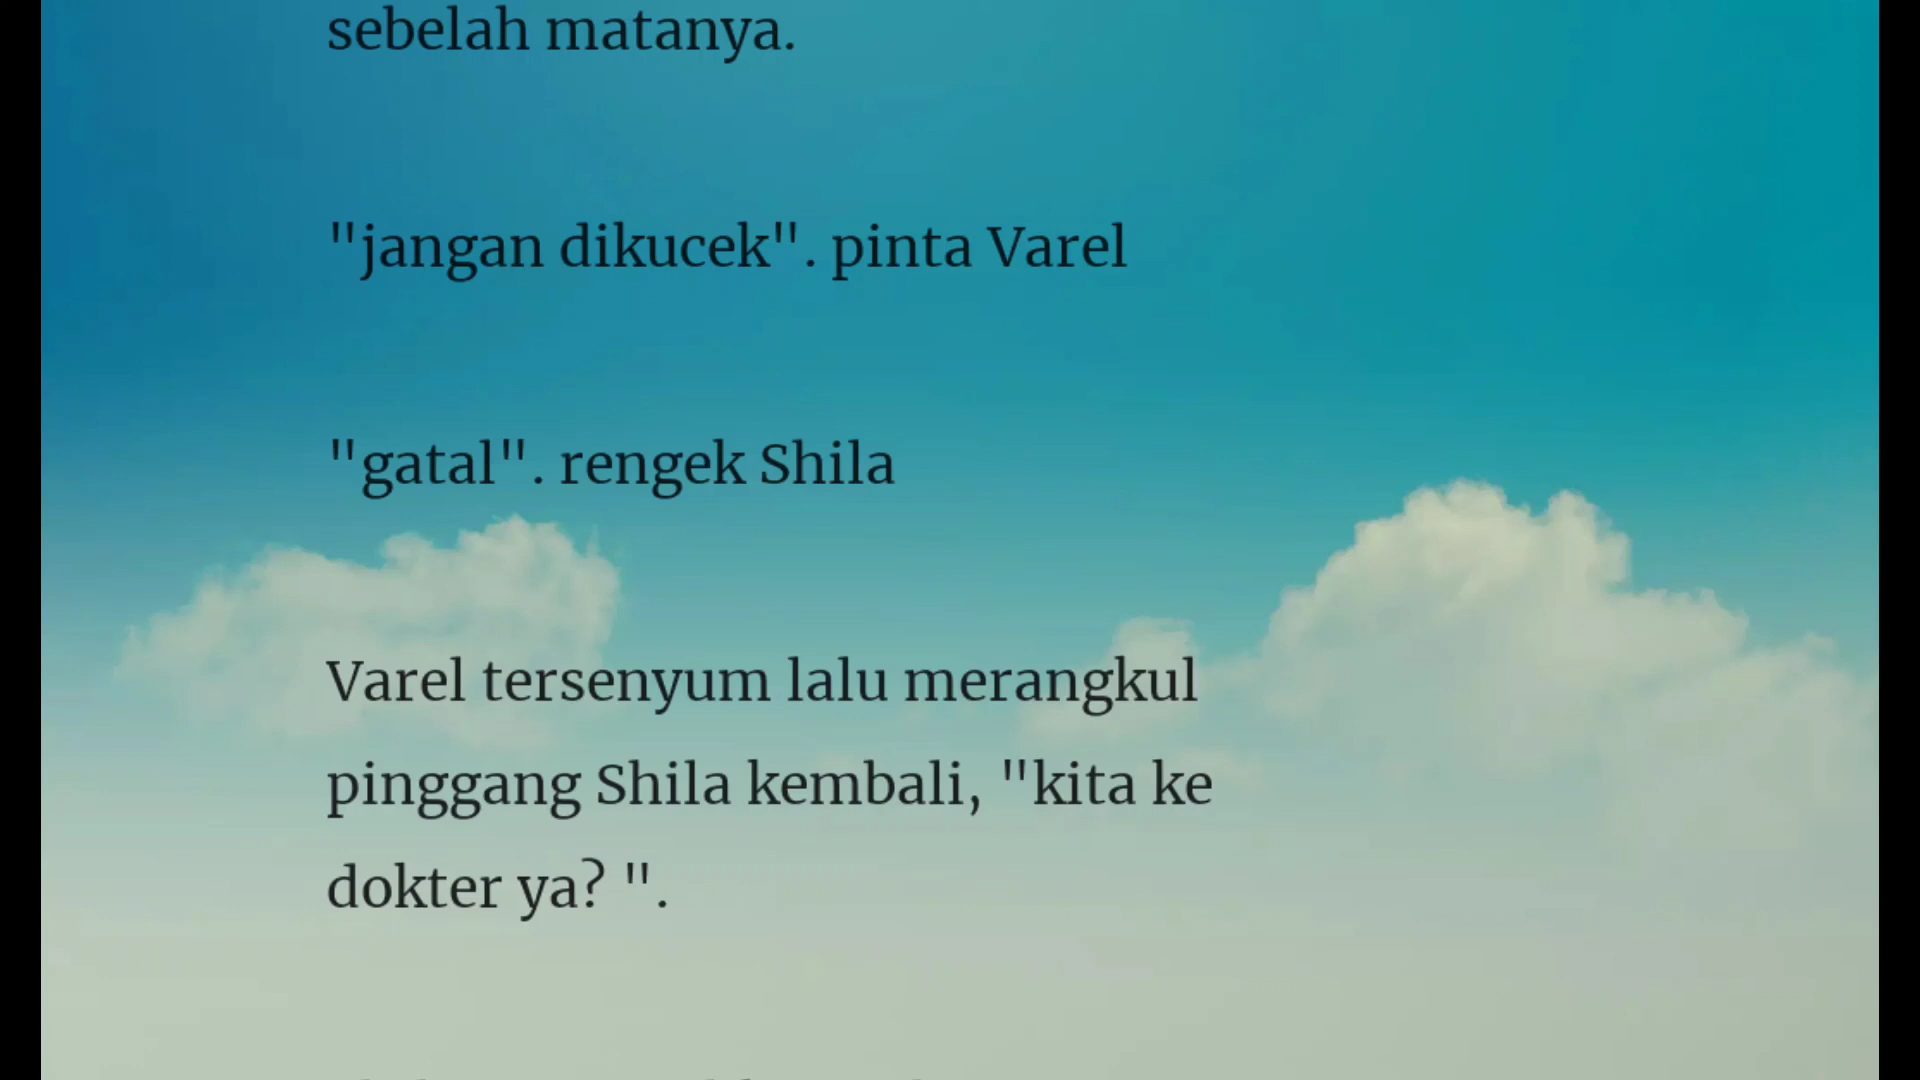 sebelah matanya.
"jangan dikucek". pinta Varel
"gatal". rengek Shila
Varel tersenyum lalu merangkul
pinggang Shila kembali, "kita ke
dokter ya? ".